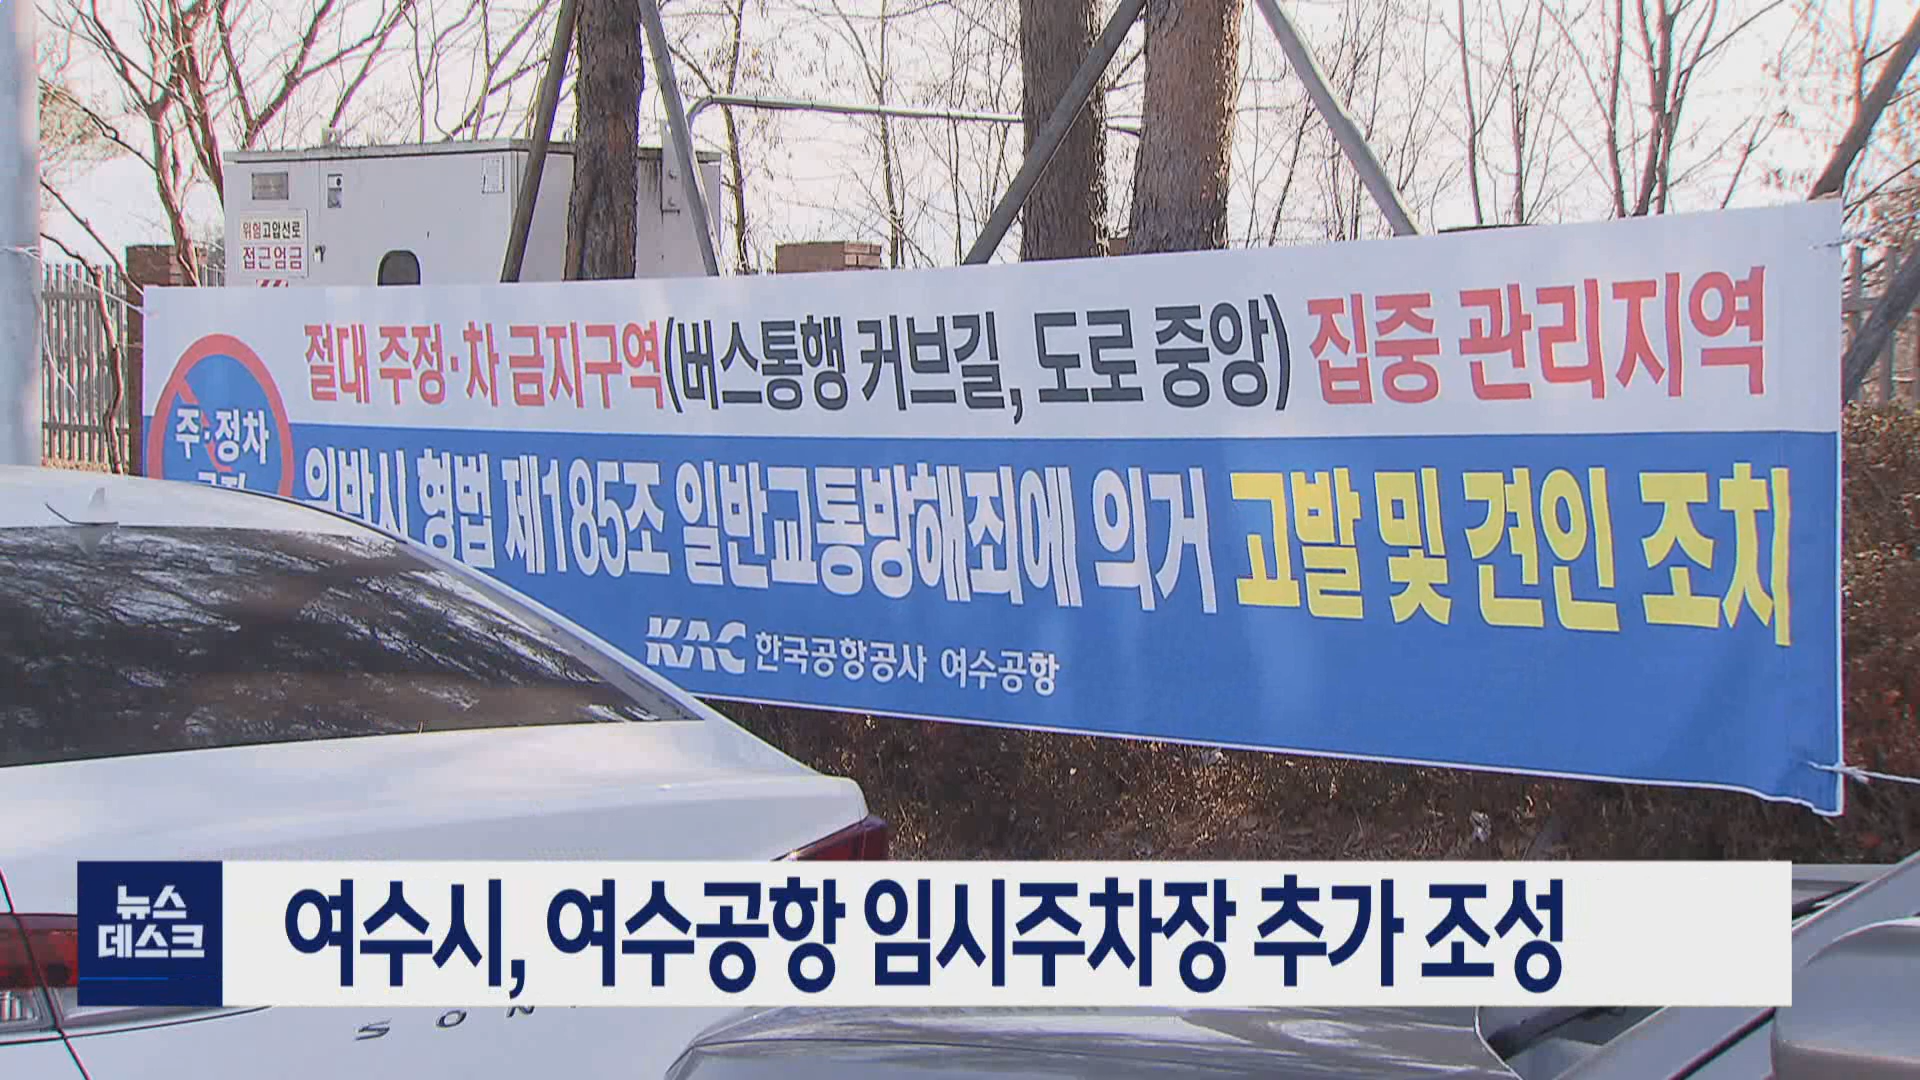 위험고압선로
접근엄금
절대 주정·차 금지구역(버스통행 커브길, 도로 중앙) 집중 관리지역
주·정차
위반시 형법 제185조 일반교통방해죄에 의거 고발 및 견인 조치
KAC 한국공항공사 여수공항
뉴스
데스크
여수시, 여수공항 임시주차장 추가 조성
S O N